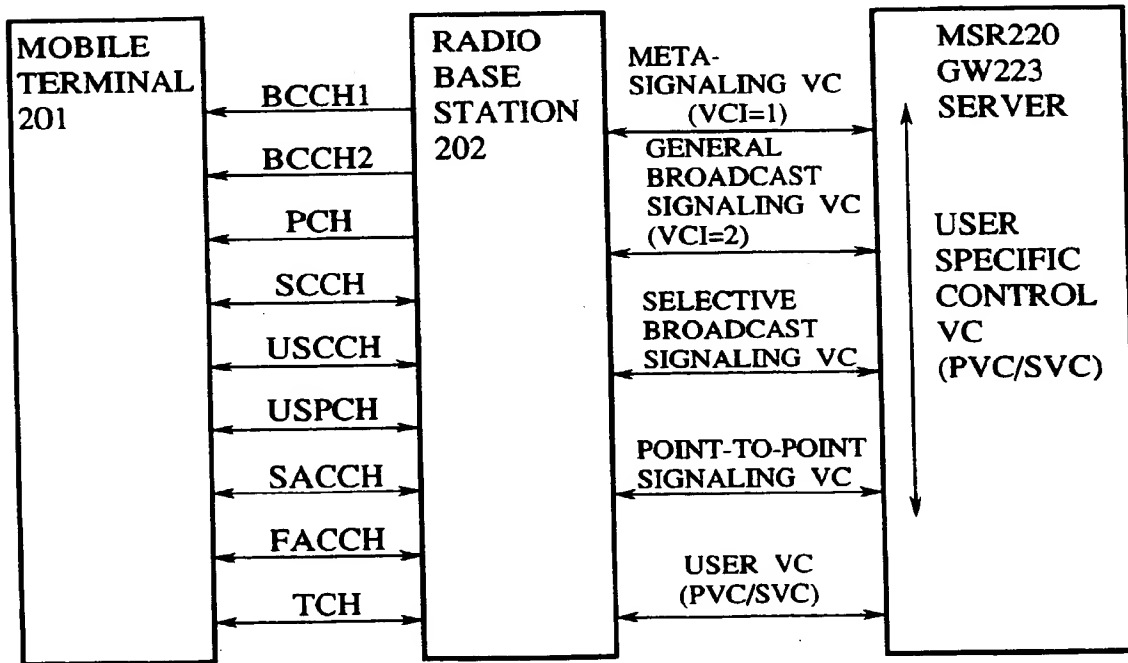 MOBILE
TERMINAL
201
BCCH1
BCCH2
PCH
SCCH
USCCH
USPCH
SACCH
FACCH
TCH
RADIO
BASE
STATION
202
META-
SIGNALING VC
(VCI=1)
GENERAL
BROADCAST
SIGNALING VC
(VCI=2)
SELECTIVE
BROADCAST
SIGNALING VC
POINT-TO-POINT
SIGNALING VC
USER VC
(PVC/SVC)
MSR220
GW223
SERVER
USER
SPECIFIC
CONTROL
VC
(PVC/SVC)